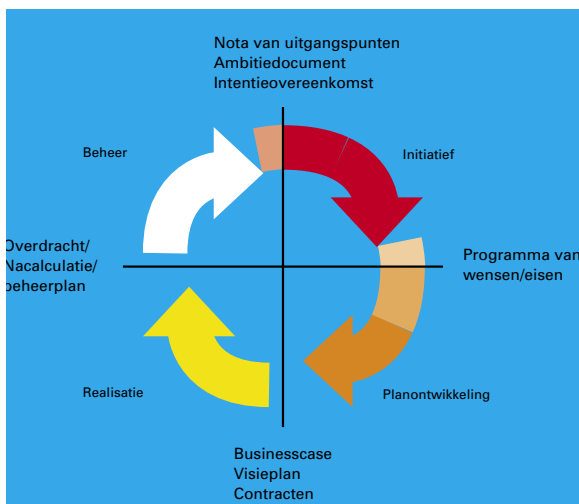 Nota van uitgangspunten
Ambitiedocument
Intentieovereenkomst
Beheer
Initiatief
Overdracht/
Nacalculatie/
beheerplan
Programma van
wensen/eisen
Realisatie
Planontwikkeling
Businesscase
Visieplan
Contracten